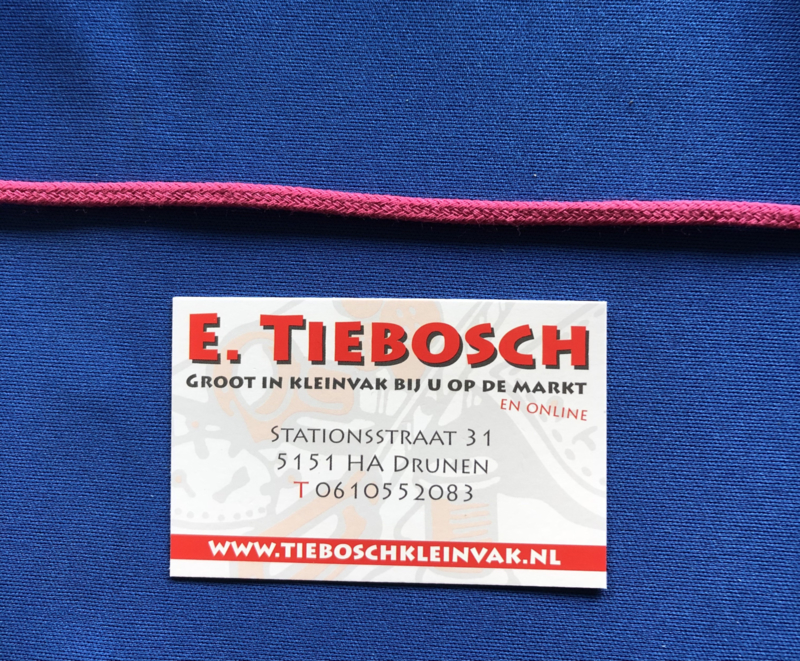 E. TIEBOSCH
GROOT IN KLEINVAK BIJ U OP DE MARKT
EN ONLINE
STATIONSSTRAAT 31
5151 HA DRUNEN
T 0610552083
WWW.TIEBOSCHKLEINVAK.NL